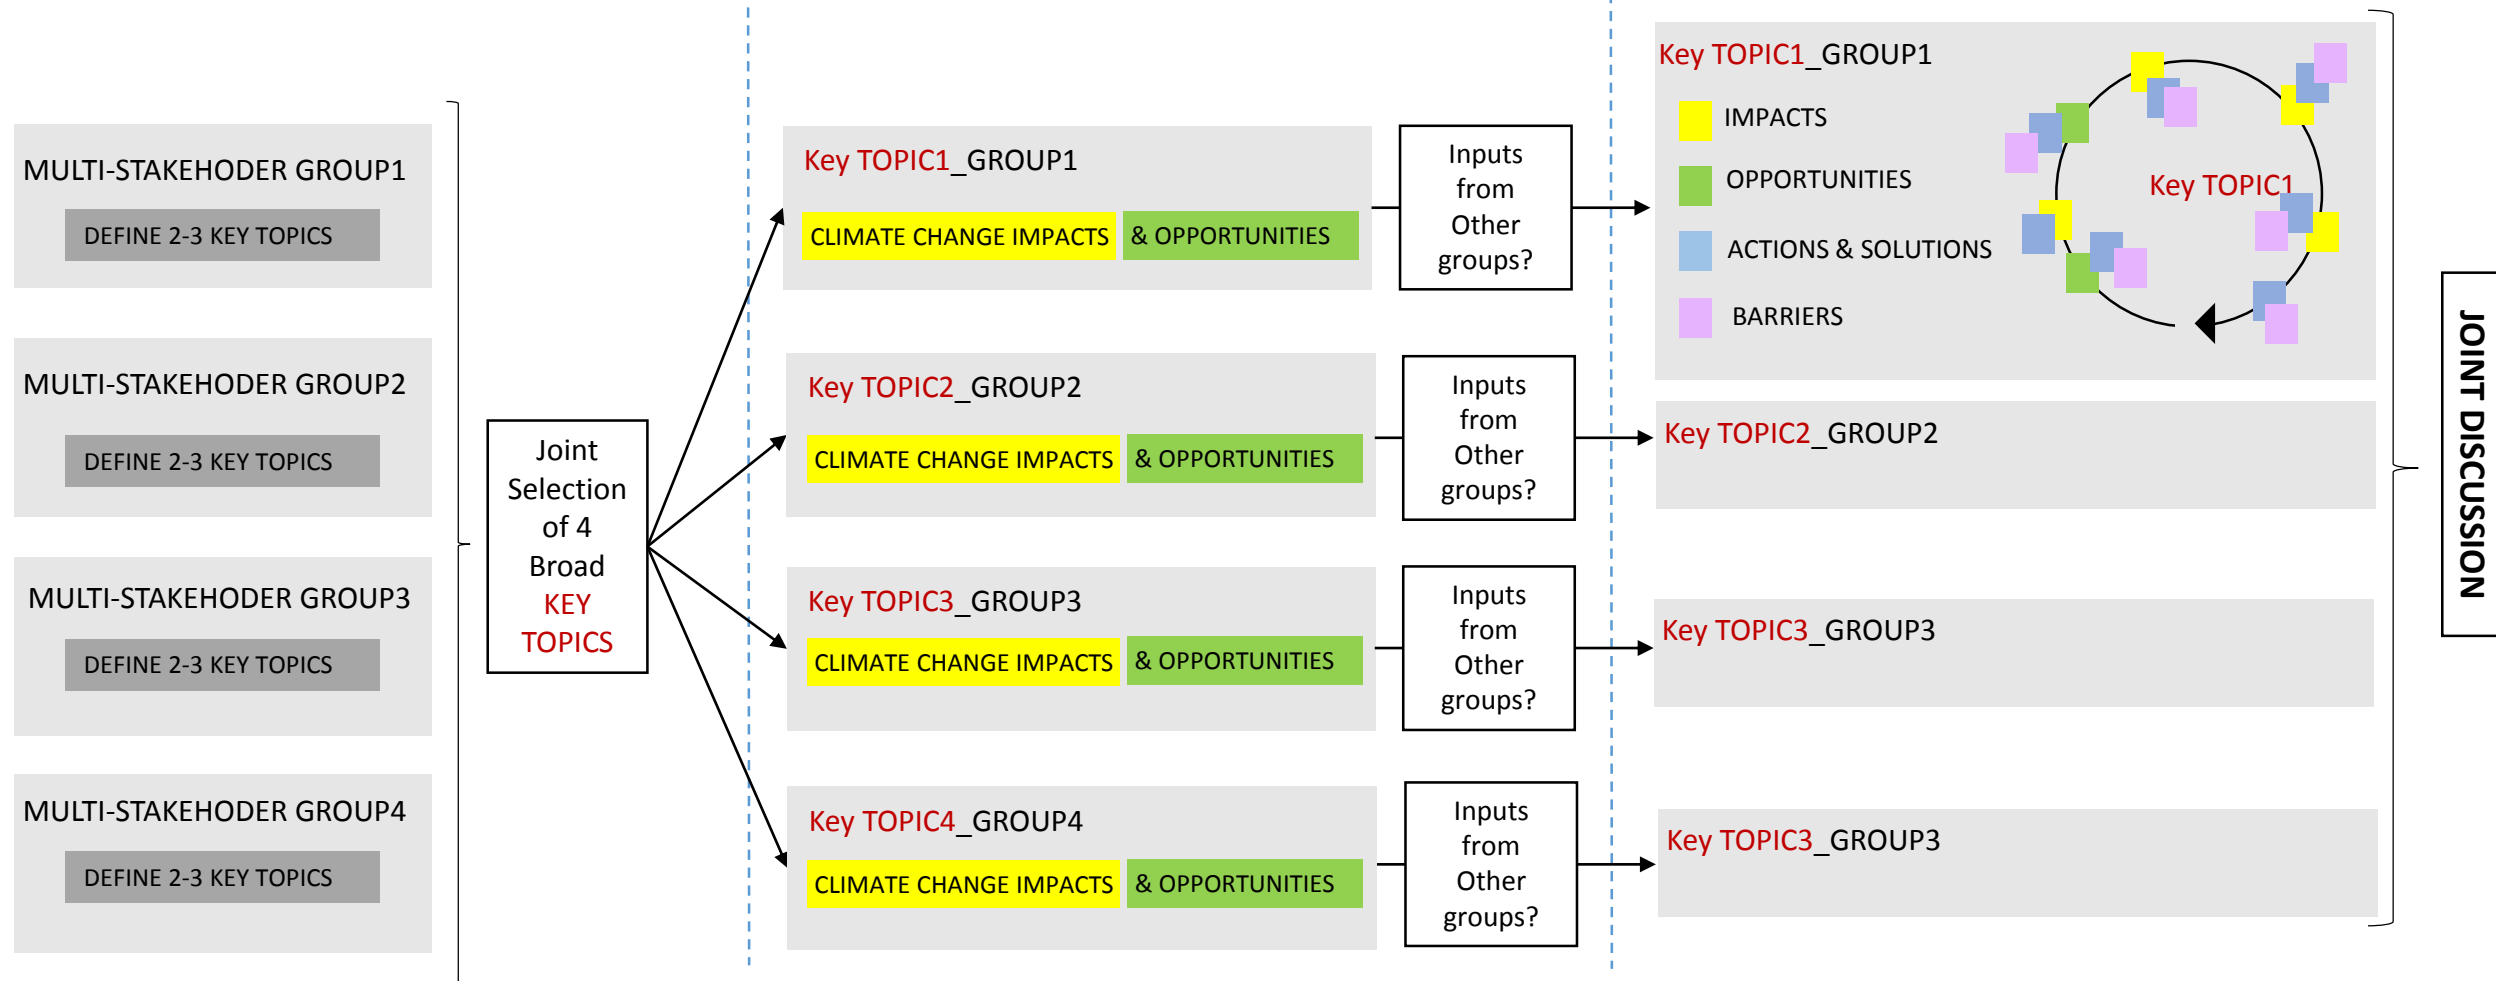 MULTI-STAKEHODER GROUP1
DEFINE 2-3 KEY TOPICS
MULTI-STAKEHODER GROUP2
DEFINE 2-3 KEY TOPICS
MULTI-STAKEHODER GROUP3
DEFINE 2-3 KEY TOPICS
MULTI-STAKEHODER GROUP4
DEFINE 2-3 KEY TOPICS
Joint
Selection
of 4
Broad
KEY
TOPICS
Key TOPIC1_GROUP1
CLIMATE CHANGE IMPACTS & OPPORTUNITIES
Inputs
from
Other
groups?
Key TOPIC2_GROUP2
CLIMATE CHANGE IMPACTS & OPPORTUNITIES
Inputs
from
Other
groups?
Key TOPIC3_GROUP3
CLIMATE CHANGE IMPACTS & OPPORTUNITIES
Inputs
from
Other
groups?
Key TOPIC4_GROUP4
CLIMATE CHANGE IMPACTS & OPPORTUNITIES
Inputs
from
Other
groups?
Key TOPIC1_GROUP1
IMPACTS
OPPORTUNITIES
ACTIONS & SOLUTIONS
BARRIERS
Key TOPIC1
Key TOPIC2_GROUP2
Key TOPIC3_GROUP3
Key TOPIC3_GROUP3
JOINT DISCUSSION